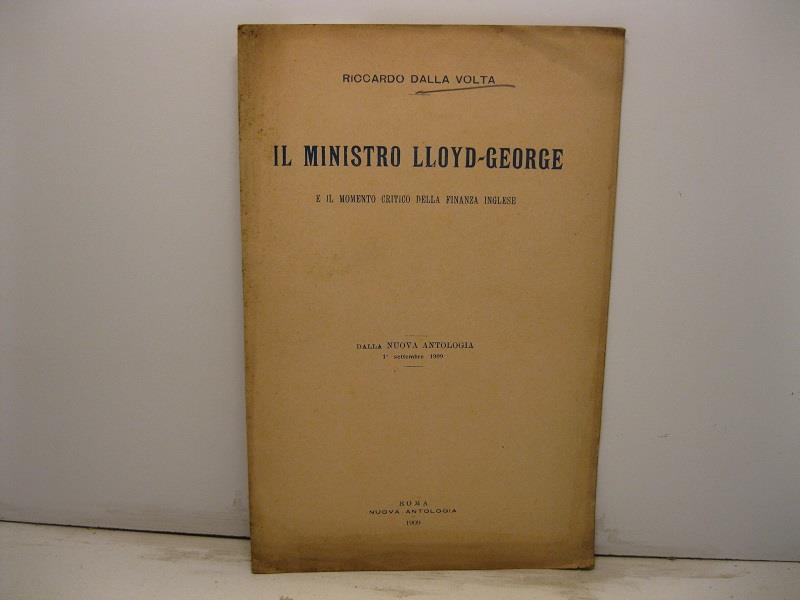 RICCARDO DALLA VOLTA
IL MINISTRO LLOYD-GEORGE
E IL MOMENTO CRITICO DELLA FINANZA INGLESE
DALLA NUOVA ANTOLOGIA
1° settembre 1909
ROMA
NUOVA ANTOLOGIA
1909